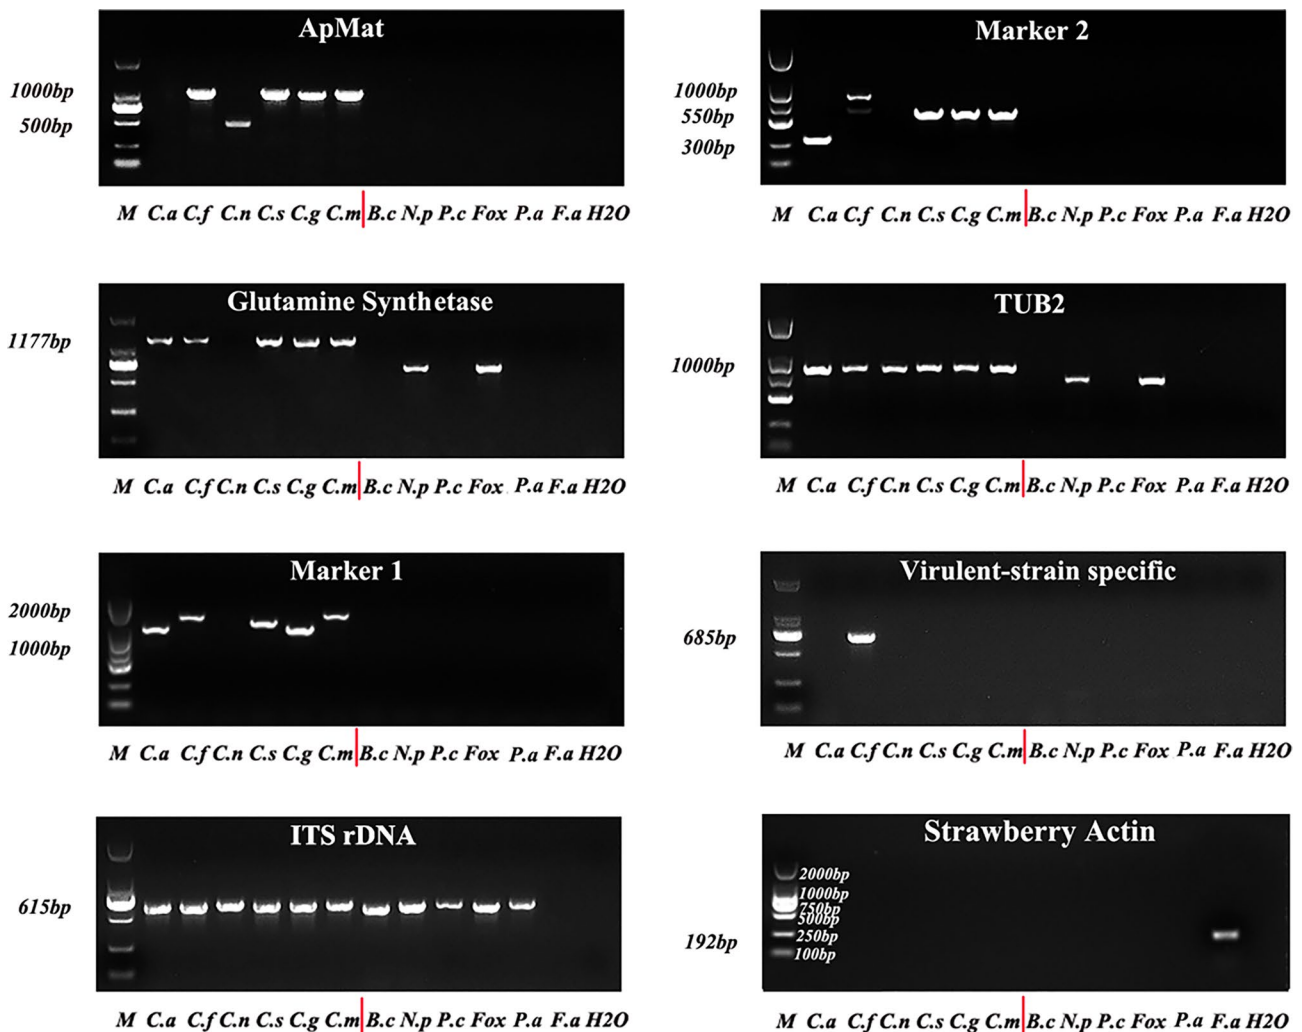 ApMat
1000bp
500bp
M C.a C.f C.n C.s C.g C.m B.c N.p P.c Fox P.a F.a H2O
Marker 2
1000bp
550bp
300bp
M C.a C.f C.n C.s C.g C.m B.c N.p P.c Fox P.a F.a H2O
Glutamine Synthetase
1177bp
M C.a C.f C.n C.s C.g C.m B.c N.p P.c Fox P.a F.a H2O
TUB2
1000bp
M C.a C.f C.n C.s C.g C.m B.c N.p P.c Fox P.a F.a H2O
Marker 1
2000bp
1000bp
M C.a C.f C.n C.s C.g C.m B.c N.p P.c Fox P.a F.a H2O
Virulent-strain specific
685bp
M C.a C.f C.n C.s C.g C.m B.c N.p P.c Fox P.a F.a H2O
ITS rDNA
615bp
M C.a C.f C.n C.s C.g C.m B.c N.p P.c Fox P.a F.a H2O
Strawberry Actin
2000bp
1000bp
750bp
500bp
250bp
100bp
192bp
M C.a C.f C.n C.s C.g C.m B.c N.p P.c Fox P.a F.a H2O